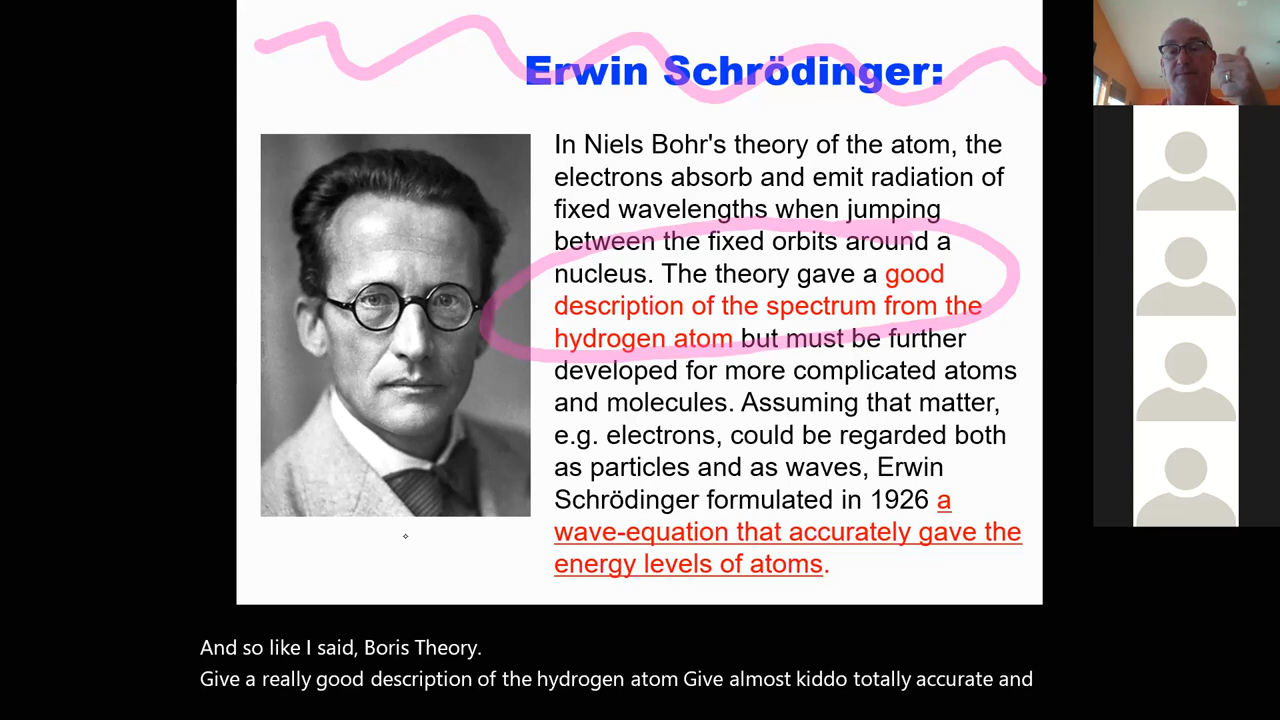 Erwin Schrödinger:
In Niels Bohr's theory of the atom, the
electrons absorb and emit radiation of
fixed wavelengths when jumping
between the fixed orbits around a
nucleus. The theory gave a good
description of the spectrum from the
hydrogen atom but must be further
developed for more complicated atoms
and molecules. Assuming that matter,
e.g. electrons, could be regarded both
as particles and as waves, Erwin
Schrödinger formulated in 1926 a
wave-equation that accurately gave the
energy levels of atoms.
And so like I said, Boris Theory.
Give a really good description of the hydrogen atom Give almost kiddo totally accurate and